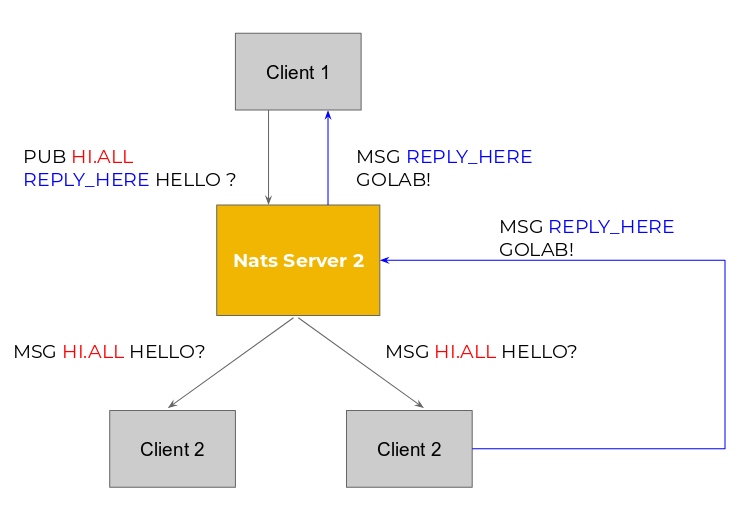 Client 1
PUB HI.ALL
REPLY_HERE HELLO ?
MSG REPLY_HERE
GOLAB!
MSG REPLY_HERE
GOLAB!
Nats Server 2
MSG HI.ALL HELLO?
MSG HI.ALL HELLO?
Client 2
Client 2